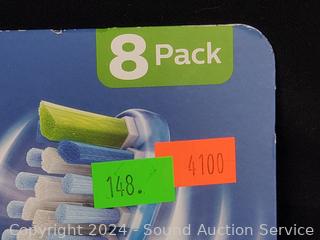 8 Pack
4100
148.
Copyright 2024 - Sound Auction Service